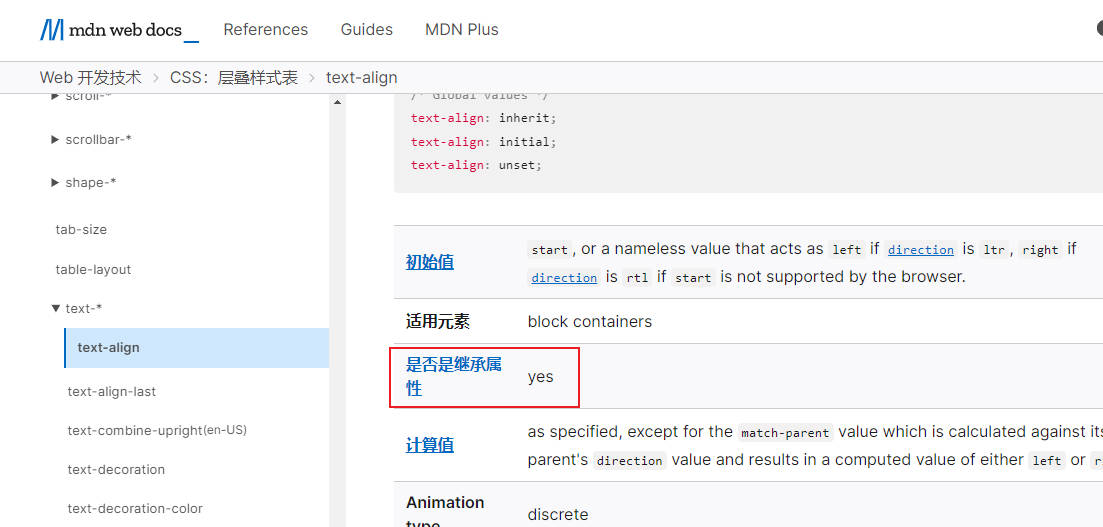 mdn web docs_ References Guides MDN Plus
Web 开发技术 > CSS：层叠样式表 > text-align
scroll-*
scrollbar-*
shape-*
tab-size
table-layout
text-*
text-align
text-align-last
text-combine-upright(en-US)
text-decoration
text-decoration-color
/* Global values */
text-align: inherit;
text-align: initial;
text-align: unset;
初始值
start, or a nameless value that acts as left if direction is ltr, right if
direction is rtl if start is not supported by the browser.
适用元素
block containers
是否是继承属
性
yes
计算值
as specified, except for the match-parent value which is calculated against its
parent's direction value and results in a computed value of either left or
Animation
type
discrete